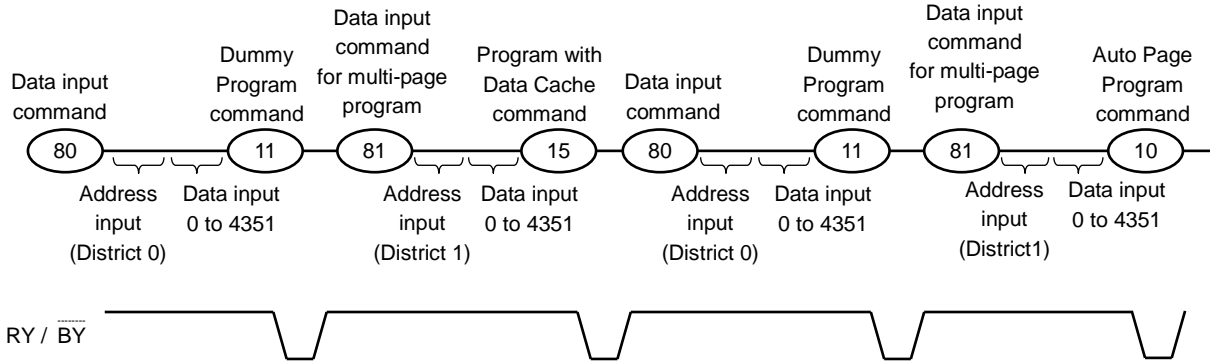 Data input
command
Dummy
Program
command
Data input
command
for multi-page
program
Program with
Data Cache
command
Data input
command
Dummy
Program
command
Data input
command
for multi-page
program
Auto Page
Program
command
80
11
81
15
80
11
81
10
Address
input
(District 0)
Data input
0 to 4351
Address
input
(District 1)
Data input
0 to 4351
Address
input
(District 0)
Data input
0 to 4351
Address
input
(District1)
Data input
0 to 4351
RY / BY